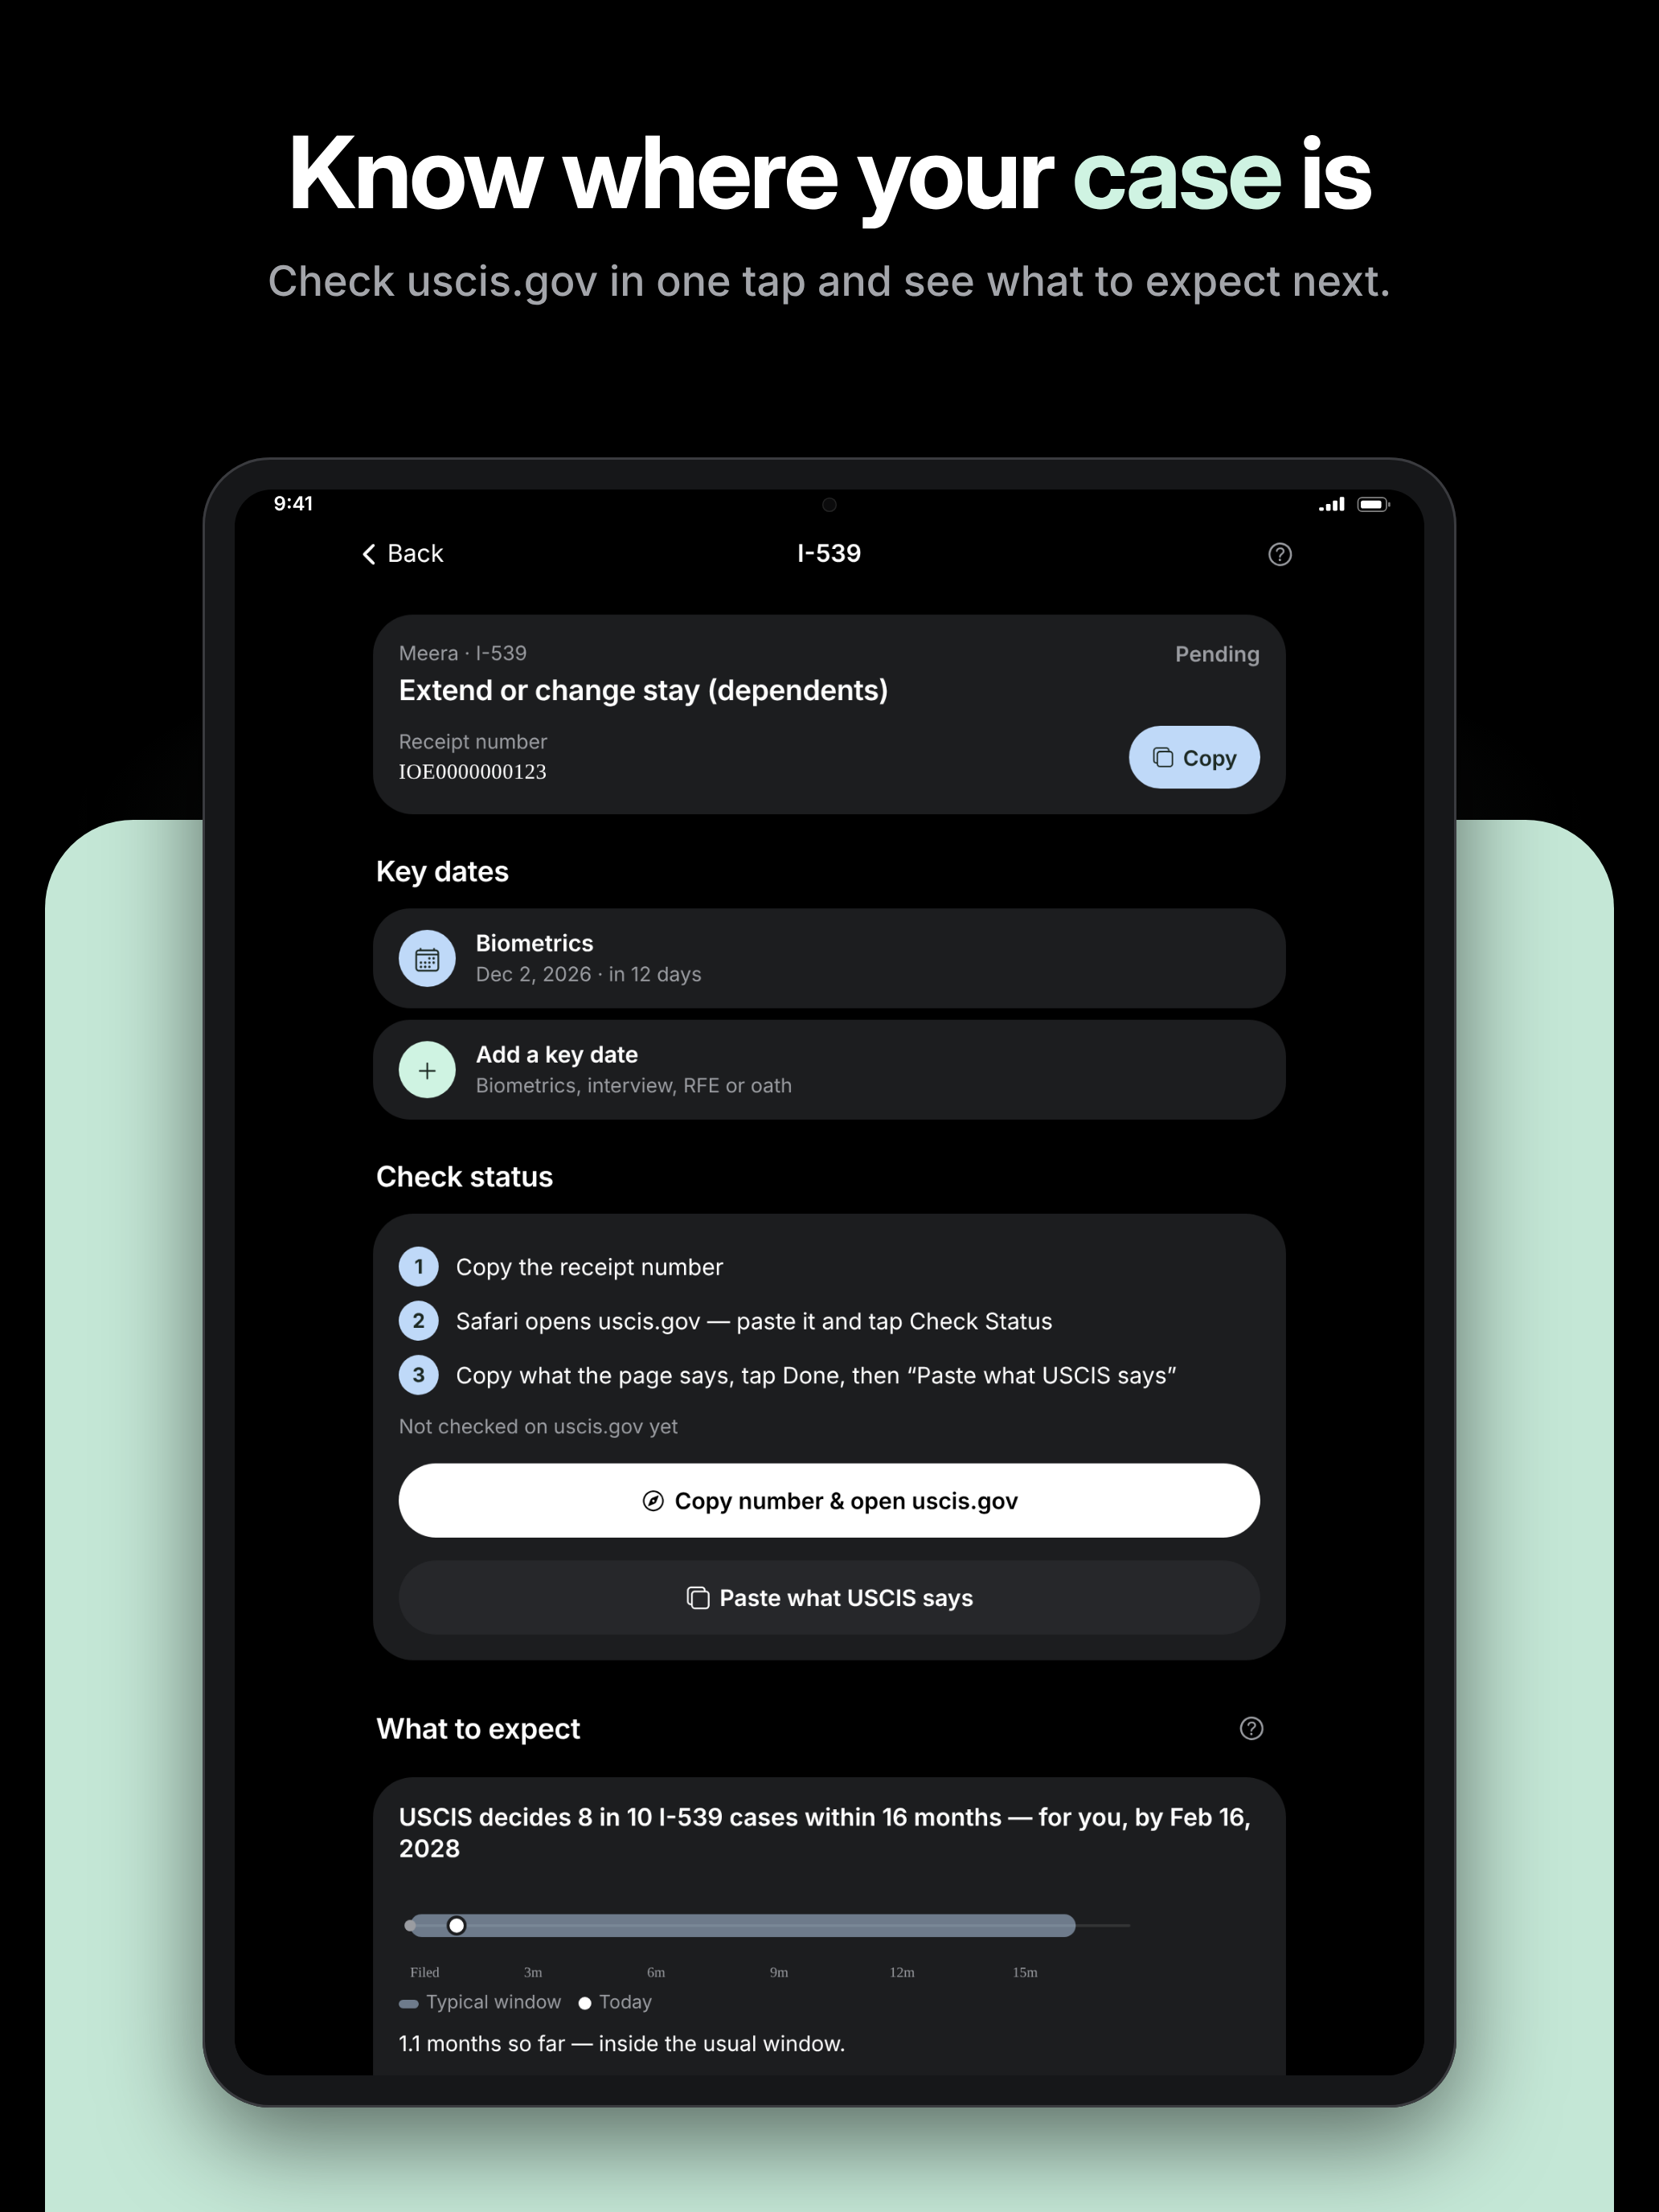 Know where your case is
Check uscis.gov in one tap and see what to expect next.
9:41
Back
I-539
Meera · I-539
Pending
Extend or change stay (dependents)
Receipt number
IOE0000000123
Copy
Key dates
Biometrics
Dec 2, 2026 · in 12 days
Add a key date
Biometrics, interview, RFE or oath
Check status
1 Copy the receipt number
2 Safari opens uscis.gov — paste it and tap Check Status
3 Copy what the page says, tap Done, then “Paste what USCIS says”
Not checked on uscis.gov yet
Copy number & open uscis.gov
Paste what USCIS says
What to expect
USCIS decides 8 in 10 I-539 cases within 16 months — for you, by Feb 16,
2028
Filed 3m 6m 9m 12m 15m
Typical window Today
1.1 months so far — inside the usual window.